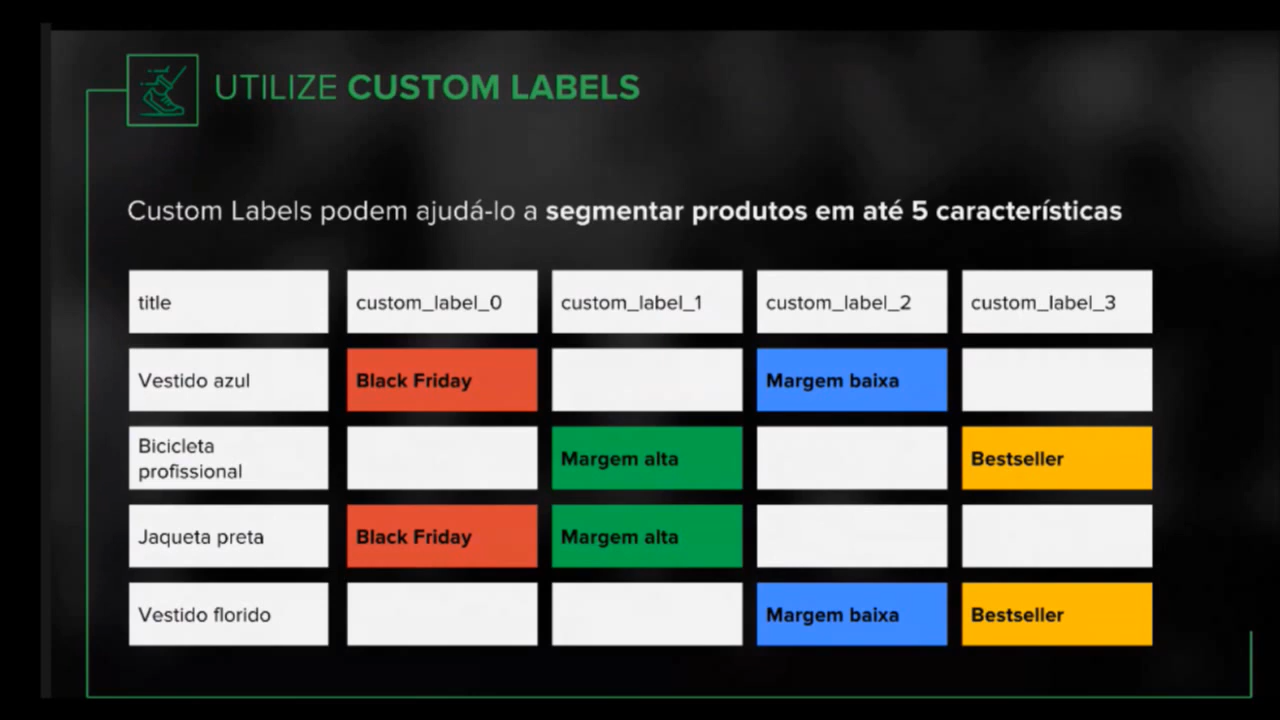 UTILIZE CUSTOM LABELS
Custom Labels podem ajudá-lo a segmentar produtos em até 5 características
title custom_label_0 custom_label_1 custom_label_2 custom_label_3
Vestido azul Black Friday Margem baixa
Bicicleta
profissional Margem alta Bestseller
Jaqueta preta Black Friday Margem alta
Vestido florido Margem baixa Bestseller